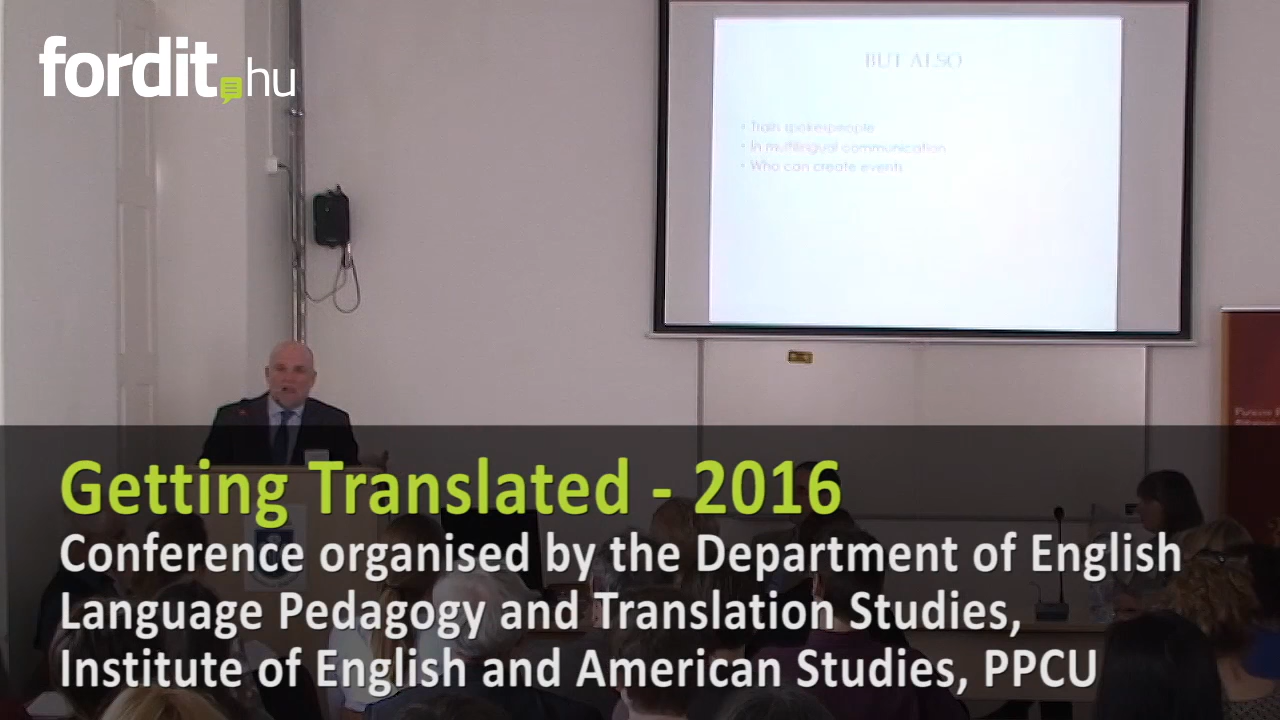 fordit.hu
BUT ALSO
• Train spokespeople
• In multilingual communication
• Who can create events
Getting Translated - 2016
Conference organised by the Department of English
Language Pedagogy and Translation Studies,
Institute of English and American Studies, PPCU